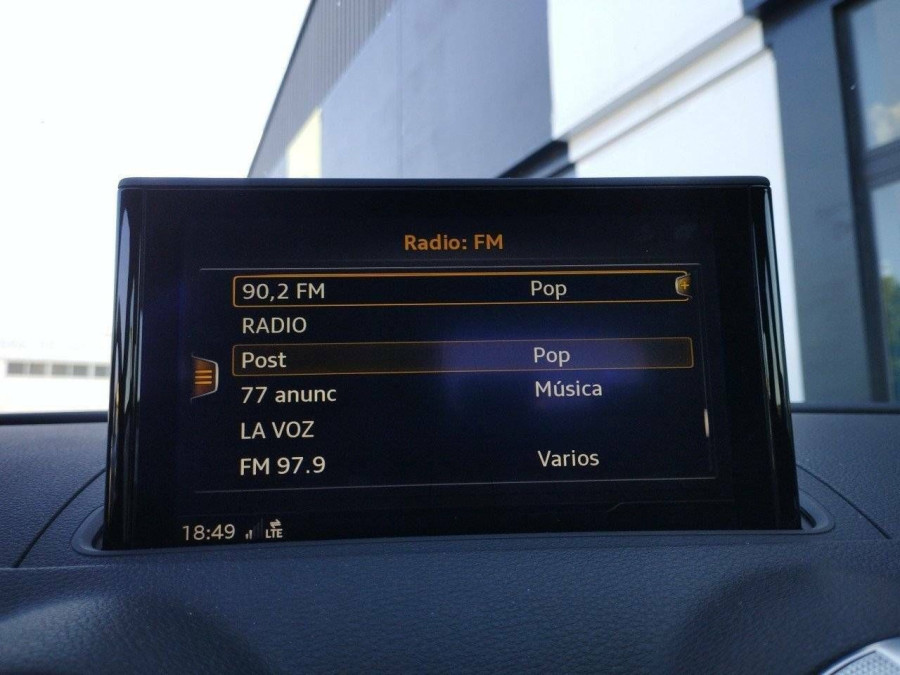 Radio: FM
90,2 FM Pop
RADIO
Post Pop
77 anunc Música
LA VOZ
FM 97.9 Varios
18:49 LTE